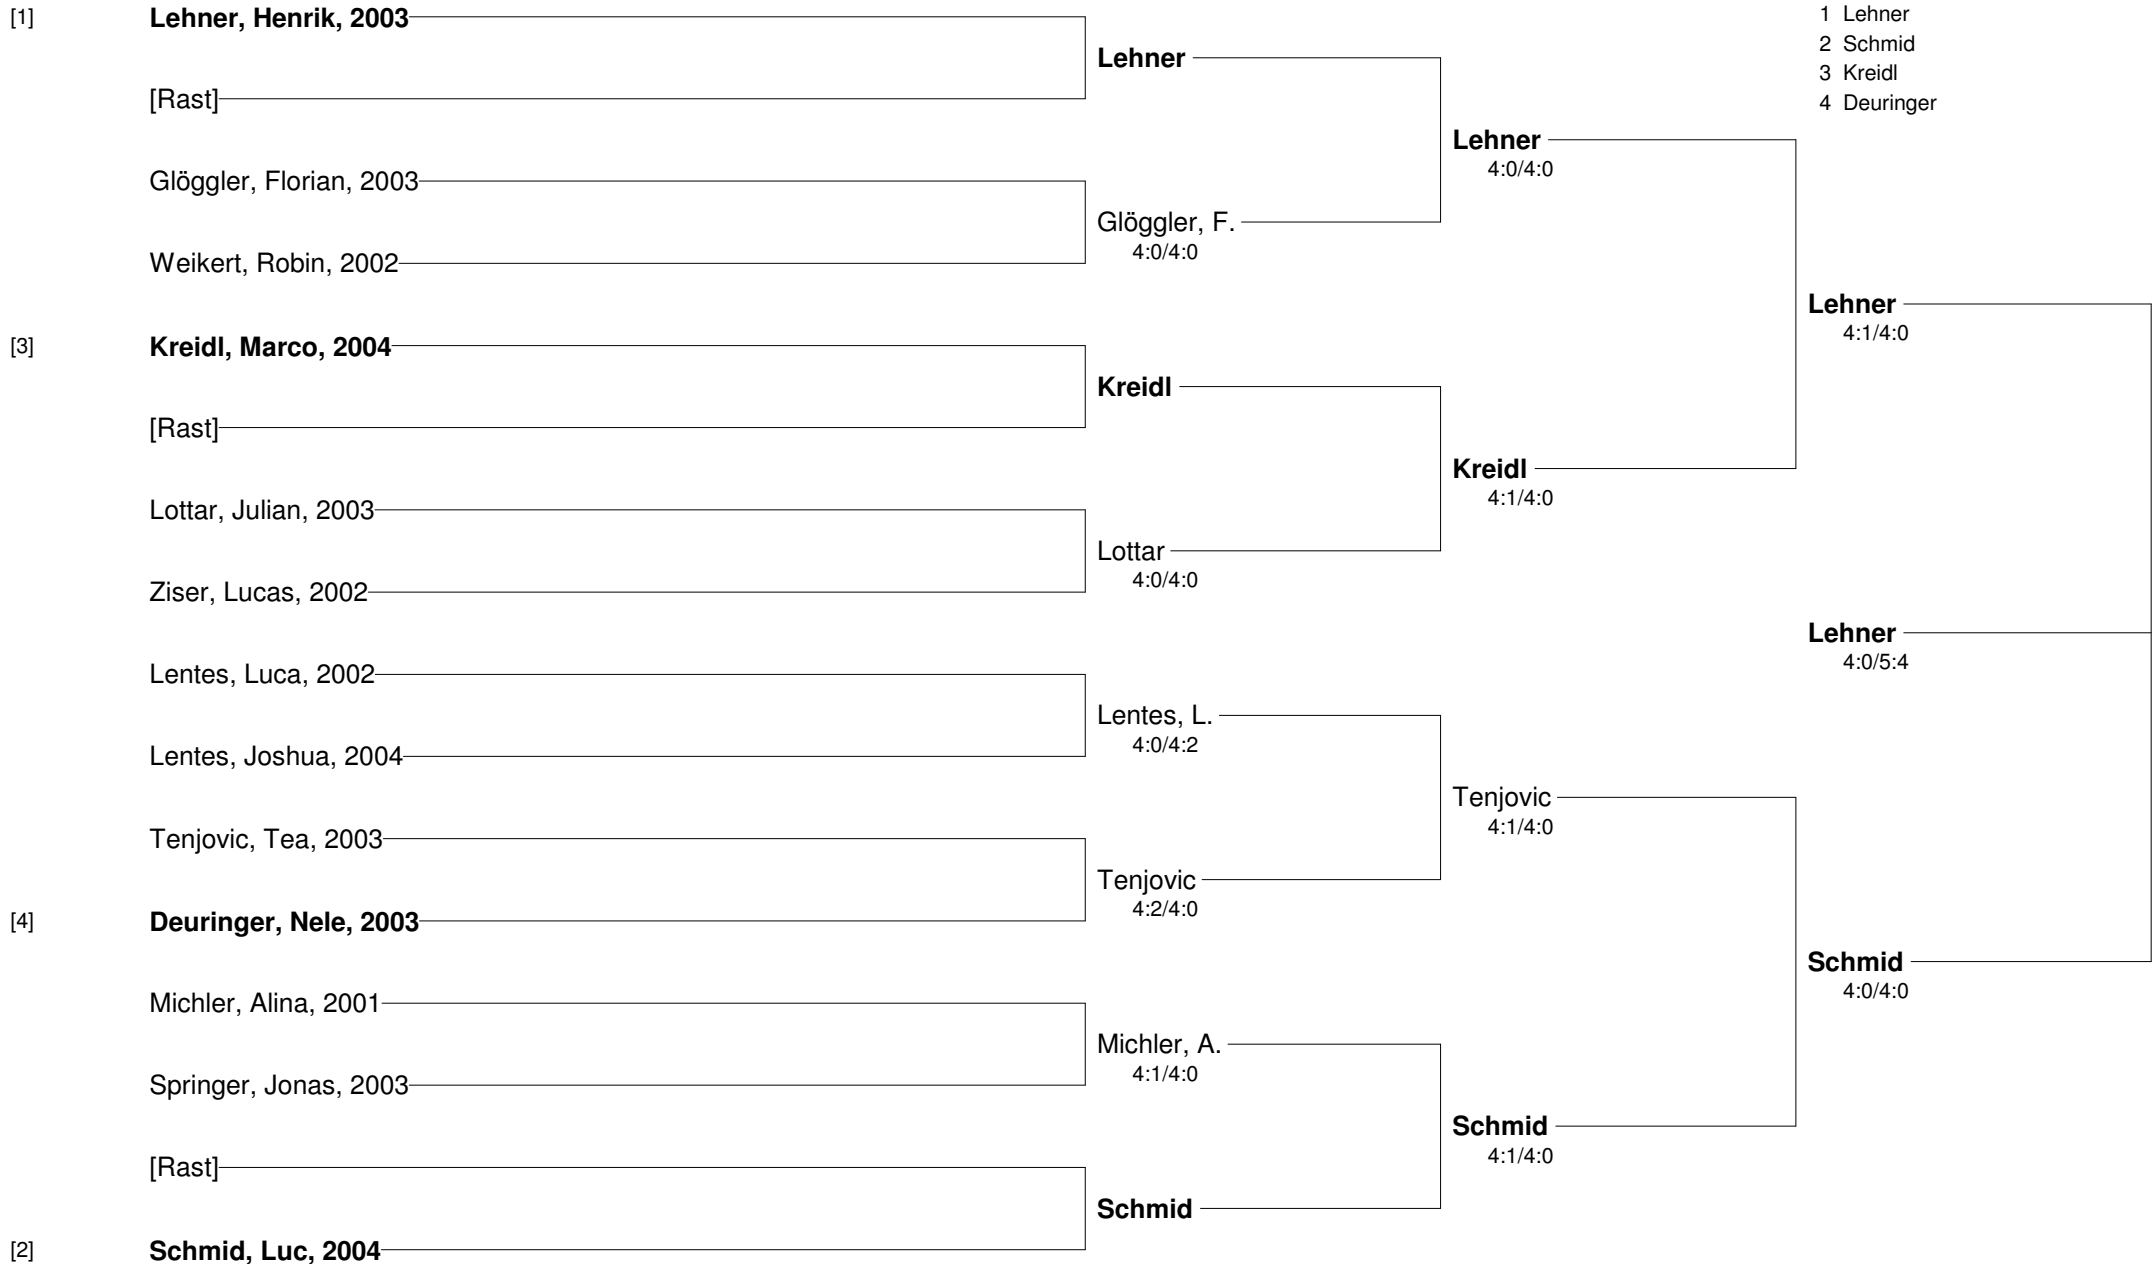 [1] Lehner, Henrik, 2003
[Rast]
Glöggler, Florian, 2003
Weikert, Robin, 2002
[3] Kreidl, Marco, 2004
[Rast]
Lottar, Julian, 2003
Ziser, Lucas, 2002
Lentes, Luca, 2002
Lentes, Joshua, 2004
Tenjovic, Tea, 2003
[4] Deuringer, Nele, 2003
Michler, Alina, 2001
Springer, Jonas, 2003
[Rast]
[2] Schmid, Luc, 2004
Lehner
Glöggler, F.
4:0/4:0
Kreidl
Lottar
4:0/4:0
Lentes, L.
4:0/4:2
Tenjovic
4:2/4:0
Michler, A.
4:1/4:0
Schmid
Lehner
4:0/4:0
Kreidl
4:1/4:0
Tenjovic
4:1/4:0
Schmid
4:1/4:0
1 Lehner
2 Schmid
3 Kreidl
4 Deuringer
Lehner
4:1/4:0
Lehner
4:0/5:4
Schmid
4:0/4:0